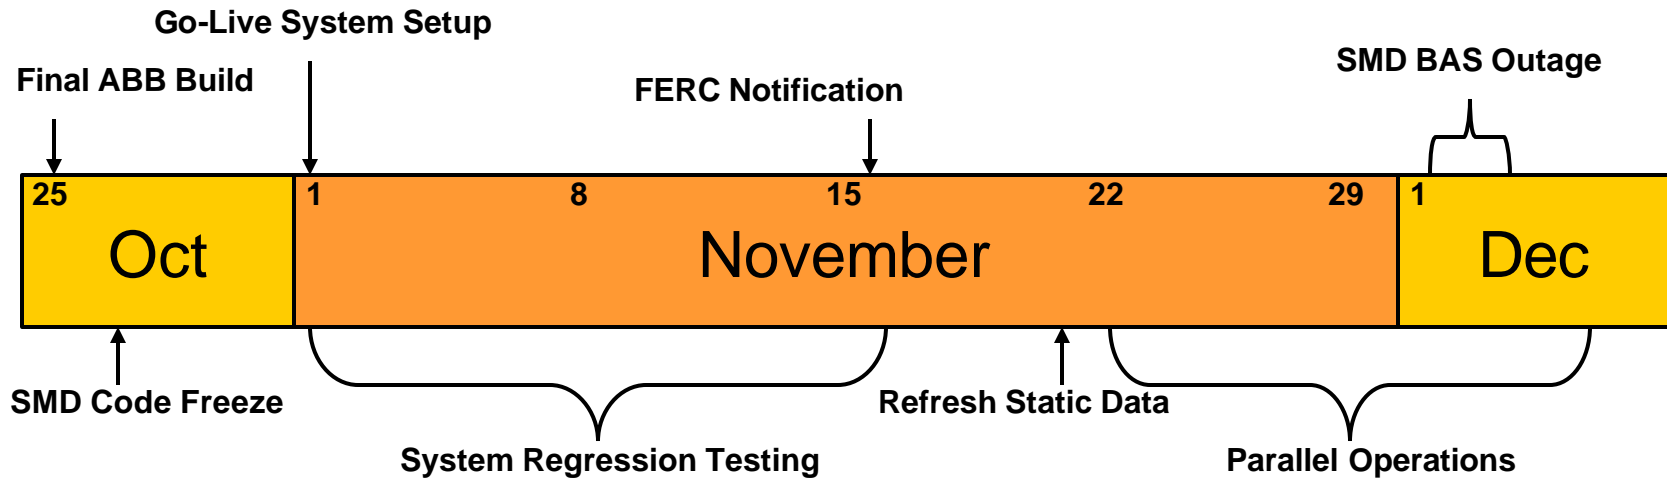 Go-Live System Setup
Final ABB Build
FERC Notification
SMD BAS Outage
25
1
8
15
22
29
1
Oct
November
Dec
SMD Code Freeze
Refresh Static Data
System Regression Testing
Parallel Operations